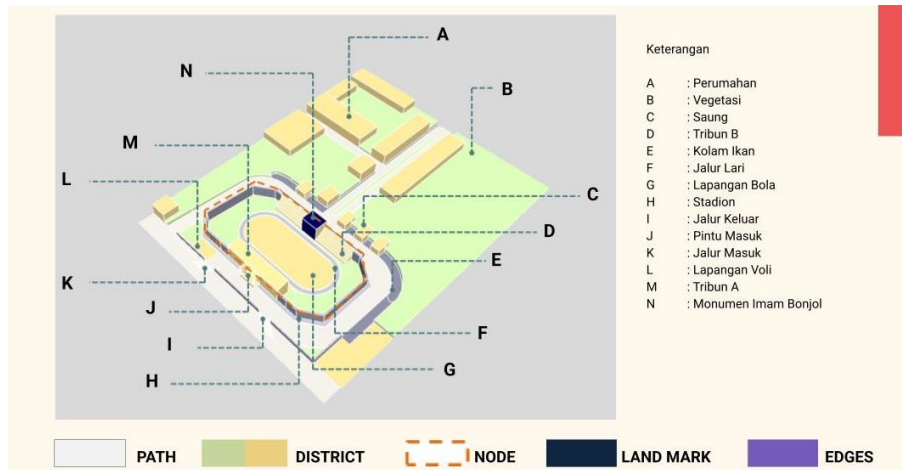 A
N
B
M
L
C
D
E
K
J
F
I
G
H
Keterangan
A : Perumahan
B : Vegetasi
C : Saung
D : Tribun B
E : Kolam Ikan
F : Jalur Lari
G : Lapangan Bola
H : Stadion
I : Jalur Keluar
J : Pintu Masuk
K : Jalur Masuk
L : Lapangan Voli
M : Tribun A
N : Monumen Imam Bonjol
PATH DISTRICT NODE LAND MARK EDGES